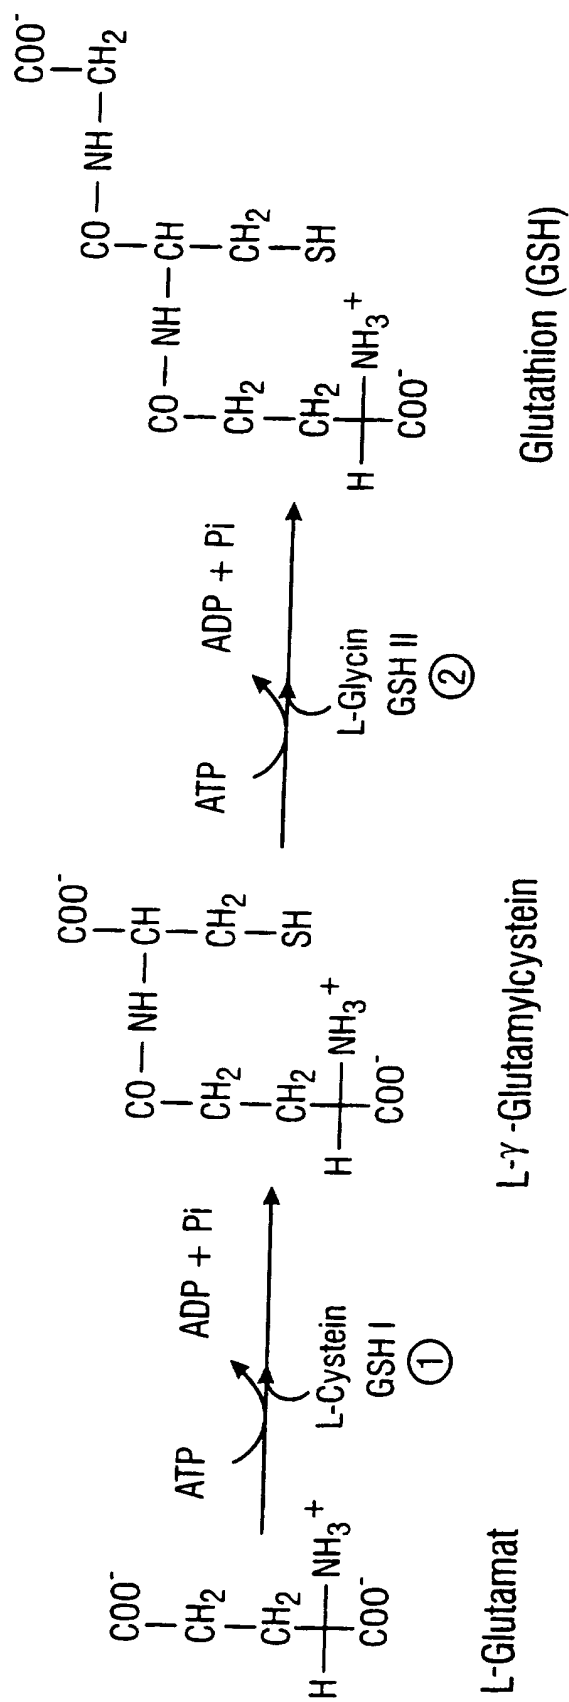 COO⁻
CH₂
CH₂
H NH₃⁺
COO⁻
L-Glutamat
ATP
ADP + Pi
L-Cystein
GSH I
1
COO⁻
CO — NH — CH
CH₂ CH₂
CH₂ SH
H NH₃⁺
COO⁻
L-γ-Glutamylcystein
ATP
ADP + Pi
L-Glycin
GSH II
2
COO⁻
CO — NH — CH₂
CO — NH — CH
CH₂ CH₂
CH₂ SH
H NH₃⁺
COO⁻
Glutathion (GSH)